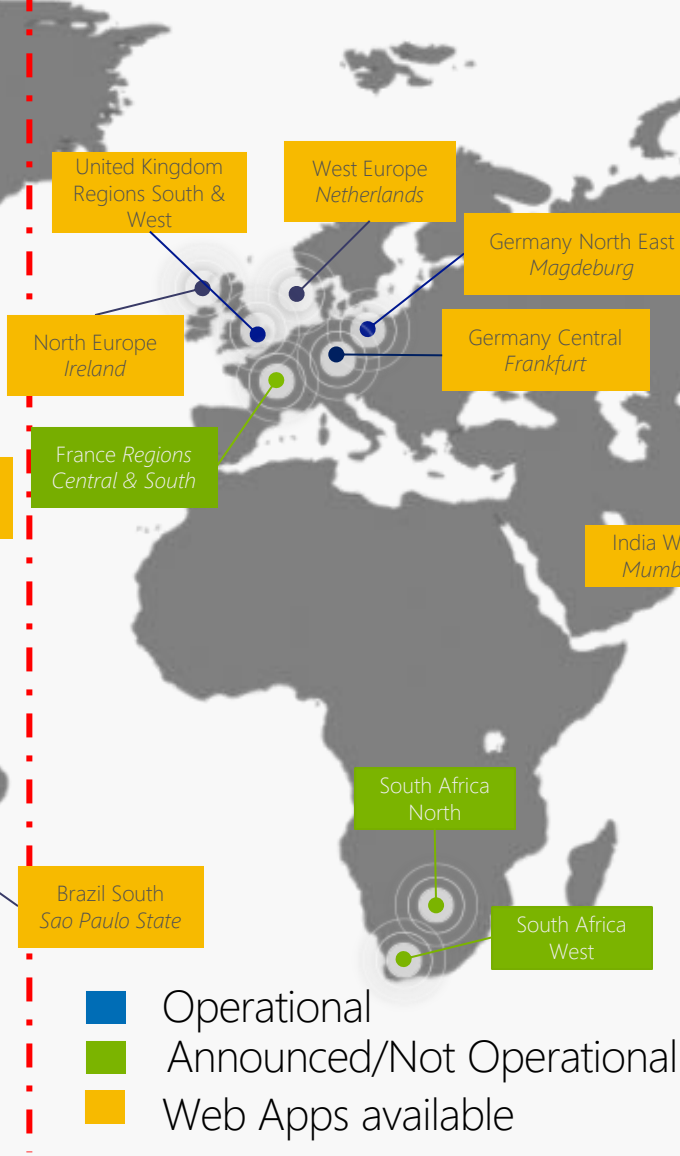 United Kingdom
Regions South &
West
West Europe
Netherlands
Germany North East
Magdeburg
North Europe
Ireland
Germany Central
Frankfurt
France Regions
Central & South
India W
Mumb
South Africa
North
Brazil South
Sao Paulo State
South Africa
West
Operational
Announced/Not Operational
Web Apps available